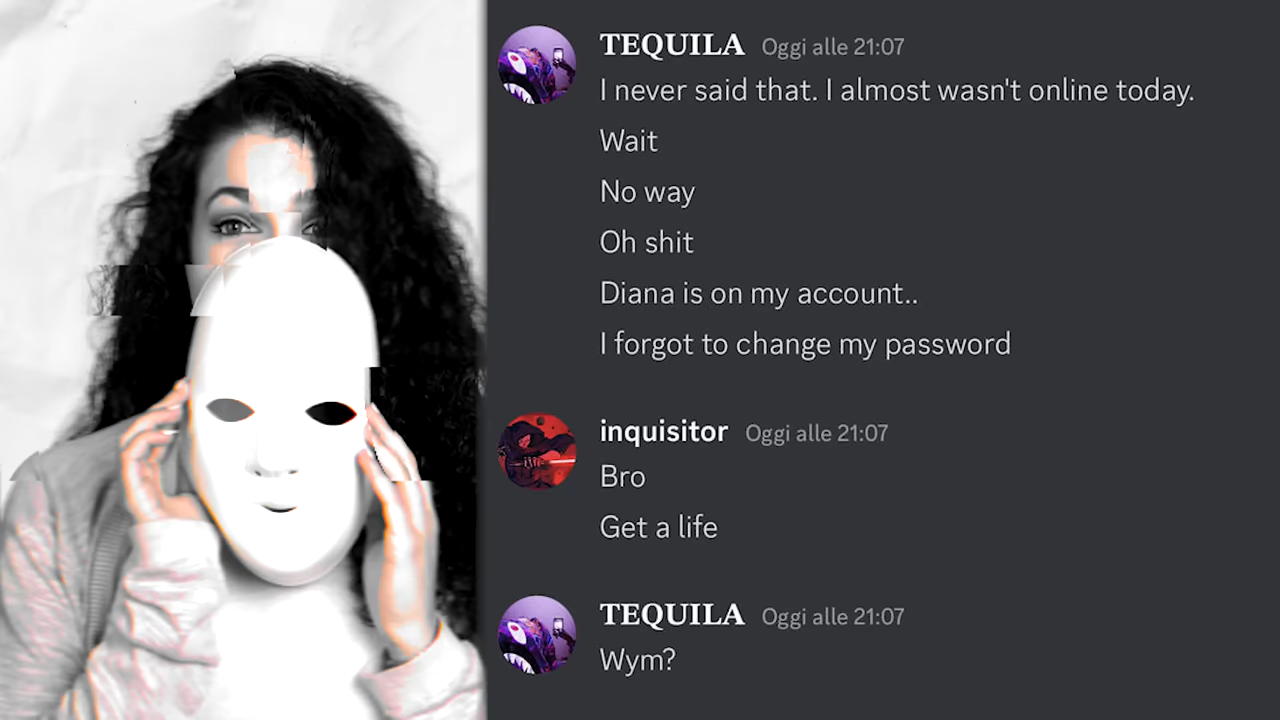 TEQUILA Oggi alle 21:07
I never said that. I almost wasn't online today.
Wait
No way
Oh shit
Diana is on my account..
I forgot to change my password
inquisitor Oggi alle 21:07
Bro
Get a life
TEQUILA Oggi alle 21:07
Wym?